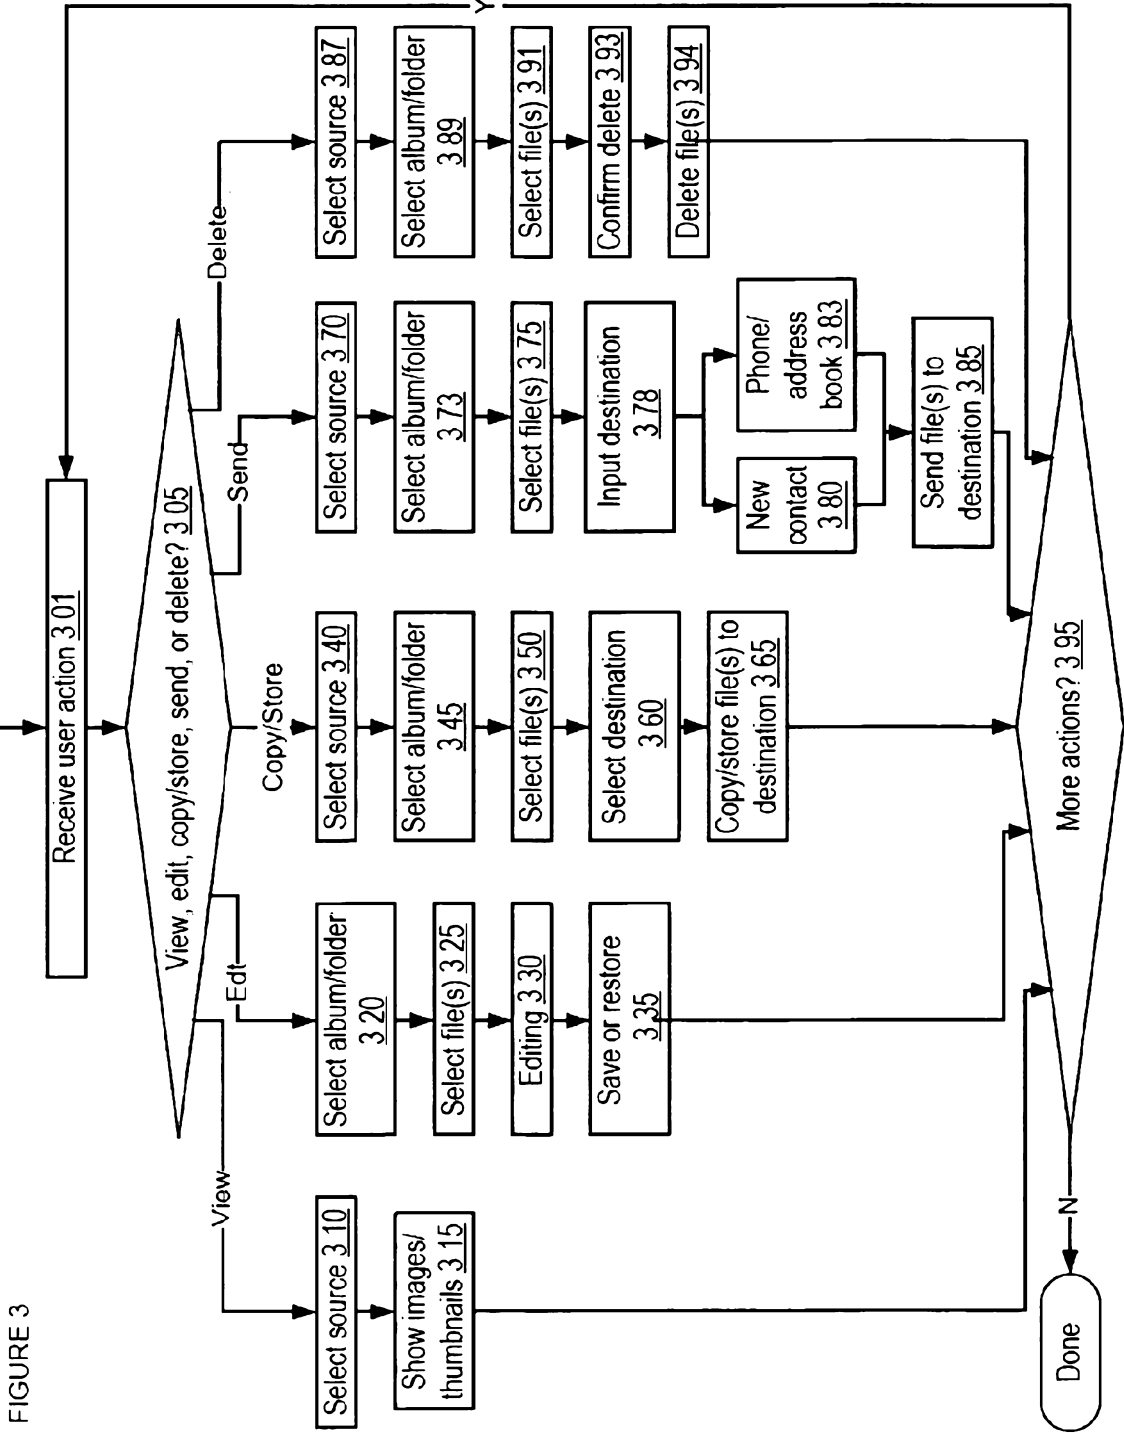 FIGURE 3
Receive user action 3 01
View, edit, copy/store, send, or delete? 3 05
View
Edt
Copy/Store
Send
Delete
Select source 3 10
Show images/
thumbnails 3 15
Select album/folder
3 20
Select file(s) 3 25
Editing 3 30
Save or restore
3 35
Select source 3 40
Select album/folder
3 45
Select file(s) 3 50
Select destination
3 60
Copy/store file(s) to
destination 3 65
Select source 3 70
Select album/folder
3 73
Select file(s) 3 75
Input destination
3 78
New
contact
3 80
Phone/
address
book 3 83
Send file(s) to
destination 3 85
Select source 3 87
Select album/folder
3 89
Select file(s) 3 91
Confirm delete 3 93
Delete file(s) 3 94
More actions? 3 95
Y
N
Done